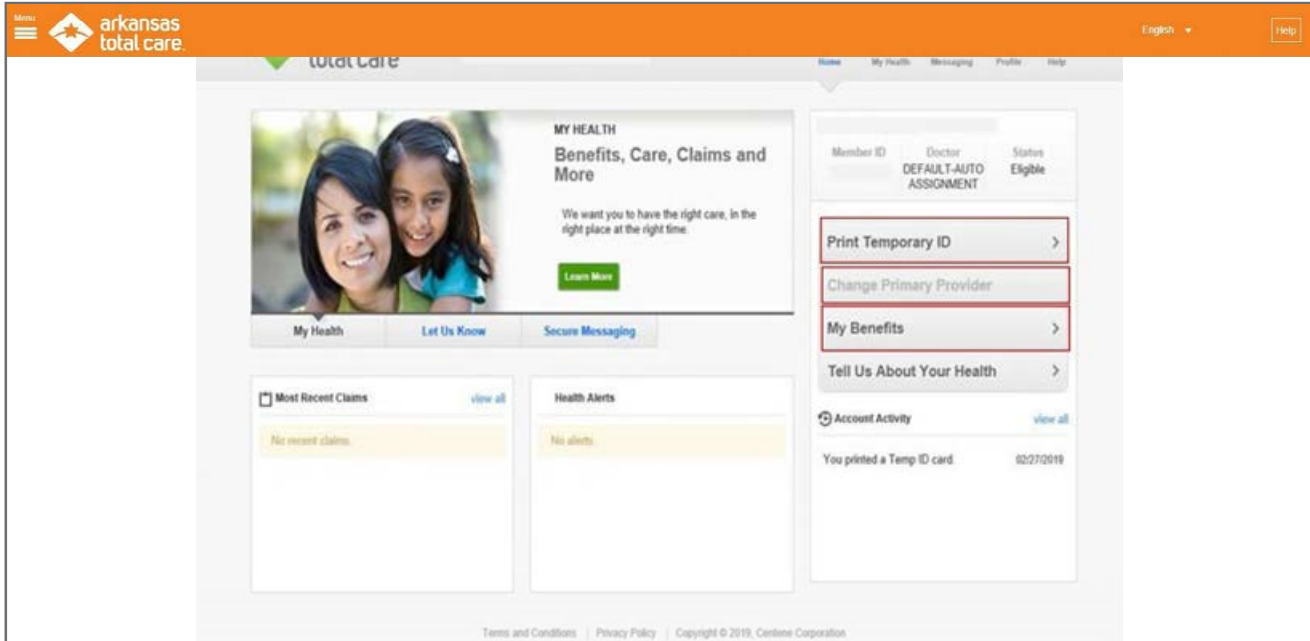 Menu
arkansas
total care.
English
Help
total care
Home My Health Messaging Profile Help
MY HEALTH
Benefits, Care, Claims and
More
We want you to have the right care, in the
right place at the right time.
Learn More
My Health Let Us Know Secure Messaging
Member ID Doctor Status
DEFAULT-AUTO Eligible
ASSIGNMENT
Print Temporary ID
Change Primary Provider
My Benefits
Tell Us About Your Health
Most Recent Claims view all
No recent claims.
Health Alerts
No alerts.
Account Activity view all
You printed a Temp ID card. 02/27/2019
Terms and Conditions | Privacy Policy | Copyright © 2019, Centene Corporation